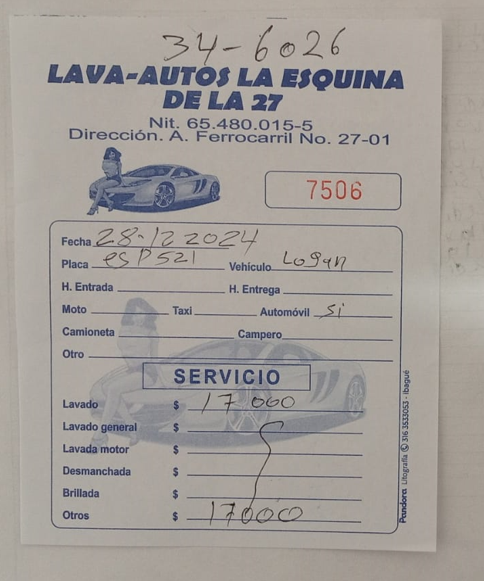 34-6026
LAVA-AUTOS LA ESQUINA
DE LA 27
Nit. 65.480.015-5
Dirección. A. Ferrocarril No. 27-01
7506
Fecha 28-12 2024
Placa esP521 Vehículo Logan
H. Entrada H. Entrega
Moto Taxi Automóvil si
Camioneta Campero
Otro
SERVICIO
Lavado $ 17000
Lavado general $
Lavada motor $
Desmanchada $
Brillada $
Otros $ 17000
Pandora Litografía 316 3533053 - Ibagué